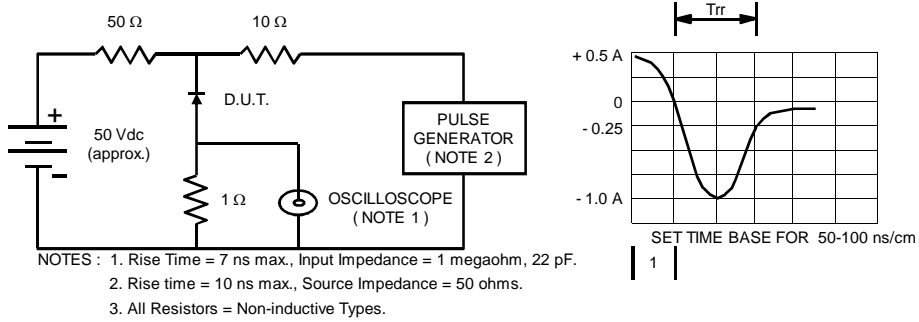 50 Ω
10 Ω
+
50 Vdc
(approx.)
D.U.T.
1 Ω
OSCILLOSCOPE
( NOTE 1 )
PULSE
GENERATOR
( NOTE 2 )
Trr
+ 0.5 A
0
- 0.25
- 1.0 A
SET TIME BASE FOR 50-100 ns/cm
1
NOTES : 1. Rise Time = 7 ns max., Input Impedance = 1 megaohm, 22 pF.
2. Rise time = 10 ns max., Source Impedance = 50 ohms.
3. All Resistors = Non-inductive Types.